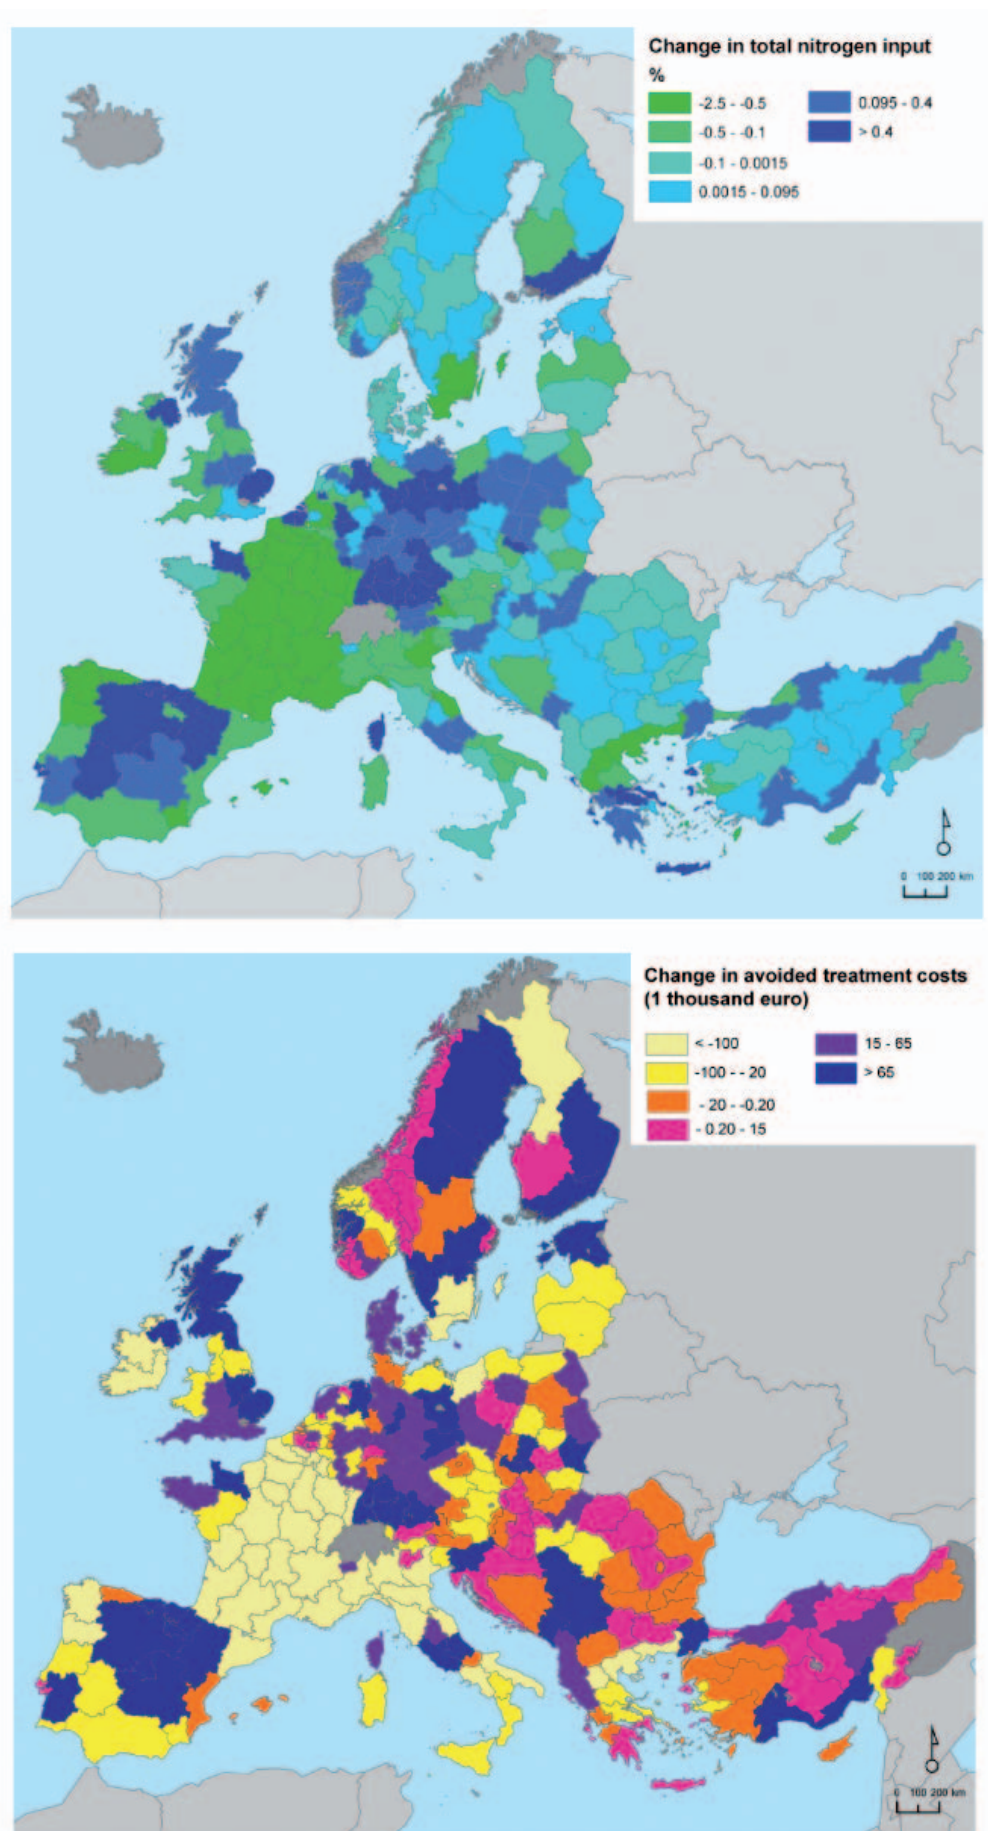 Change in total nitrogen input
%
-2.5 - -0.5
-0.5 - -0.1
-0.1 - 0.0015
0.0015 - 0.095
0.095 - 0.4
> 0.4
0 100 200 km
Change in avoided treatment costs
(1 thousand euro)
< -100
-100 - - 20
- 20 - -0.20
- 0.20 - 15
15 - 65
> 65
0 100 200 km